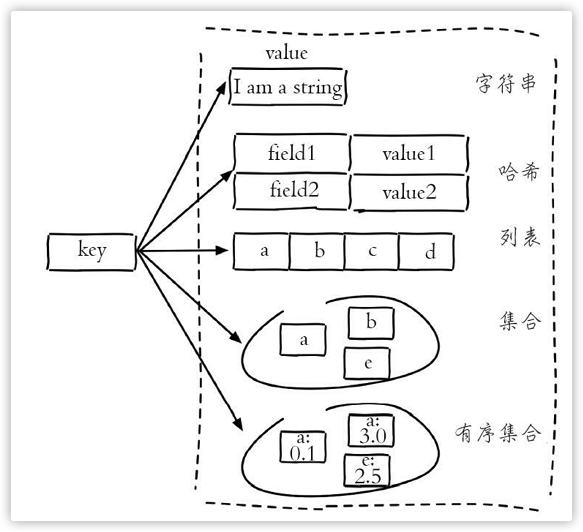 value
I am a string
字符串
field1 value1
哈希
field2 value2
列表
key
a b c d
集合
b
a
e
有序集合
a:
3.0
a:
0.1
e:
2.5